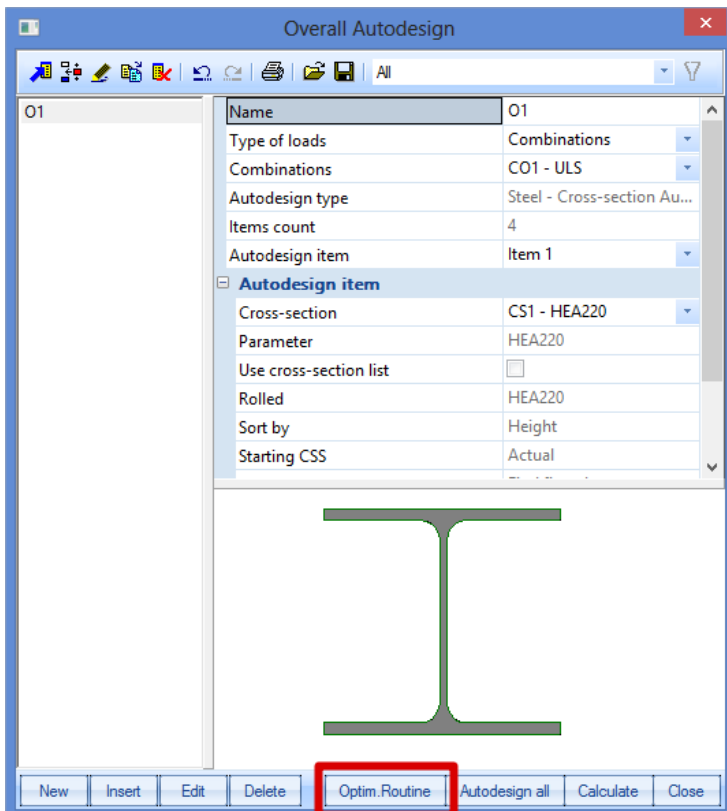 Overall Autodesign
All
O1
Name O1
Type of loads Combinations
Combinations CO1 - ULS
Autodesign type Steel - Cross-section Au...
Items count 4
Autodesign item Item 1
Autodesign item
Cross-section CS1 - HEA220
Parameter HEA220
Use cross-section list
Rolled HEA220
Sort by Height
Starting CSS Actual
New Insert Edit Delete Optim.Routine Autodesign all Calculate Close